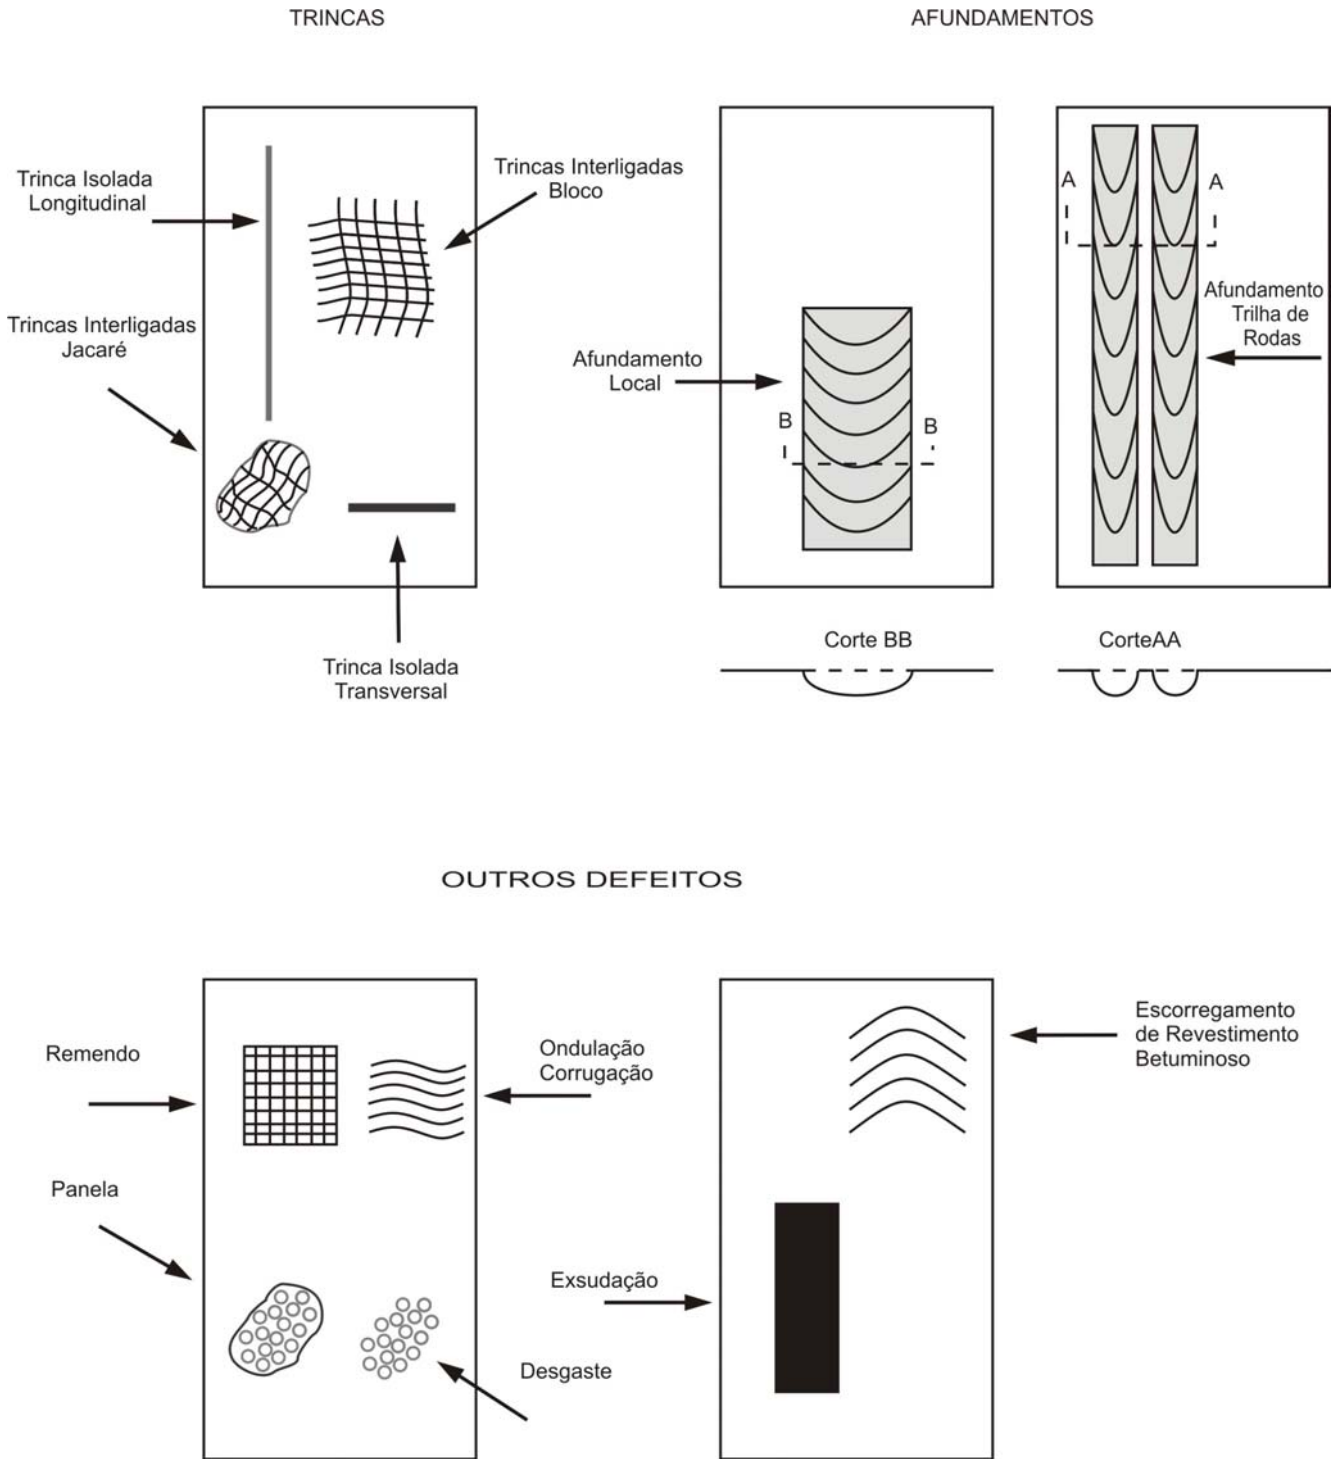 TRINCAS
AFUNDAMENTOS
Trinca Isolada
Longitudinal
Trincas Interligadas
Bloco
Trincas Interligadas
Jacaré
Trinca Isolada
Transversal
Afundamento
Local
B
B
A
A
Afundamento
Trilha de
Rodas
Corte BB
CorteAA
OUTROS DEFEITOS
Remendo
Ondulação
Corrugação
Panela
Desgaste
Escorregamento
de Revestimento
Betuminoso
Exsudação